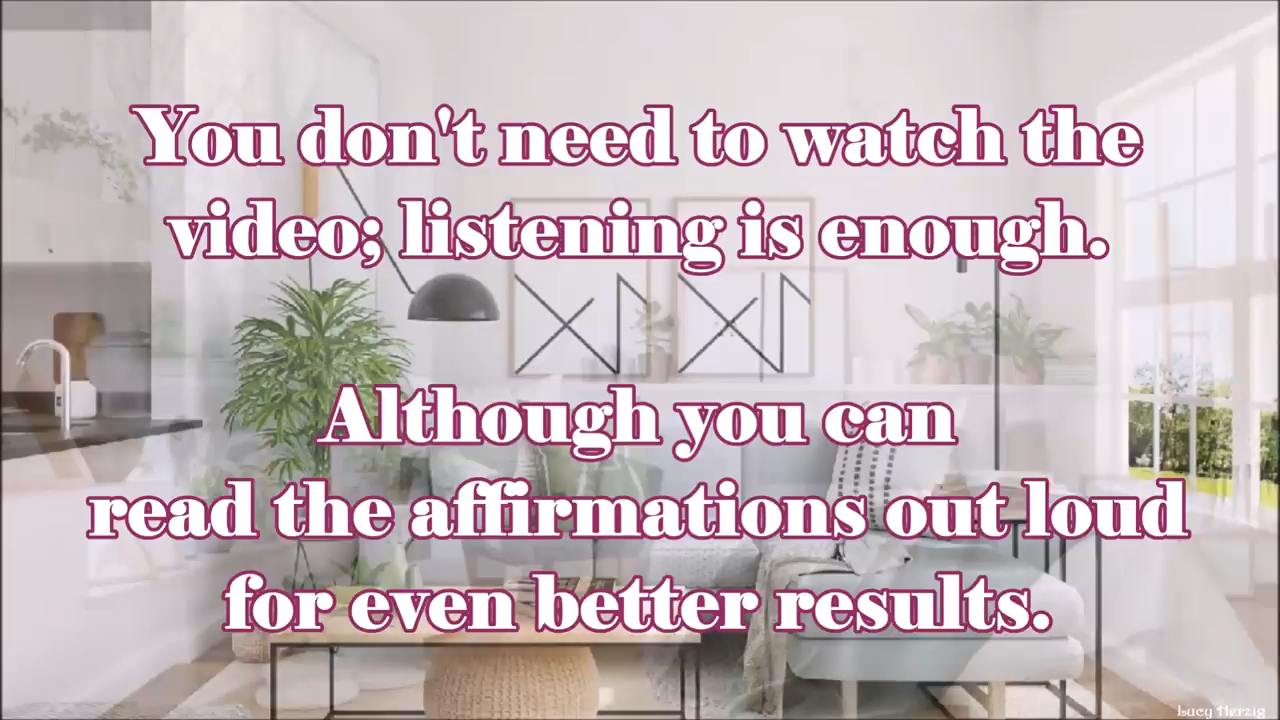 You don't need to watch the
video; listening is enough.
Although you can
read the affirmations out loud
for even better results.
Lucy Herzig